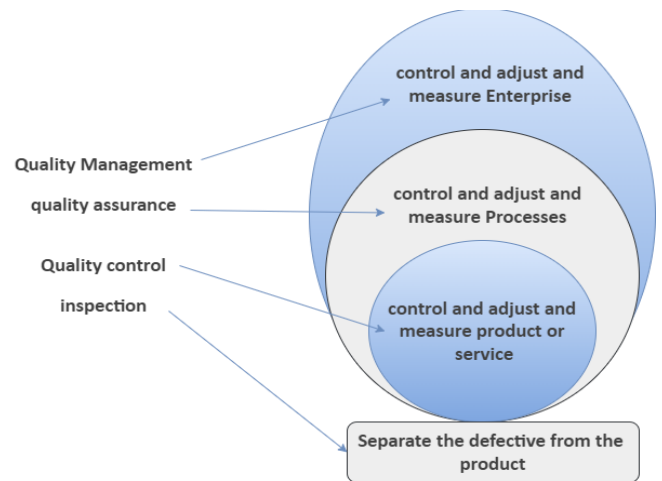 control and adjust and
measure Enterprise
Quality Management
quality assurance
control and adjust and
measure Processes
Quality control
inspection
control and adjust and
measure product or
service
Separate the defective from the
product